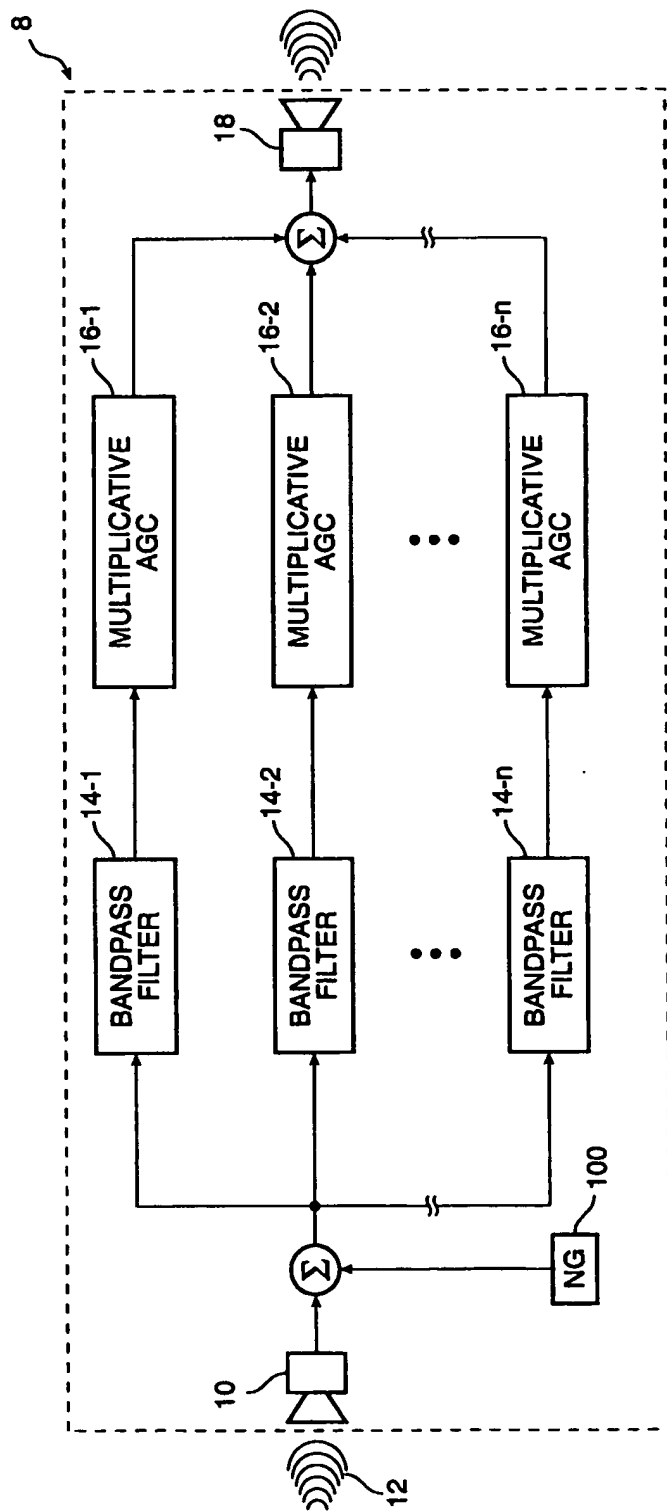 8
10
12
Σ
NG
100
BANDPASS
FILTER
14-1
BANDPASS
FILTER
14-2
BANDPASS
FILTER
14-n
MULTIPLICATIVE
AGC
16-1
MULTIPLICATIVE
AGC
16-2
MULTIPLICATIVE
AGC
16-n
Σ
18